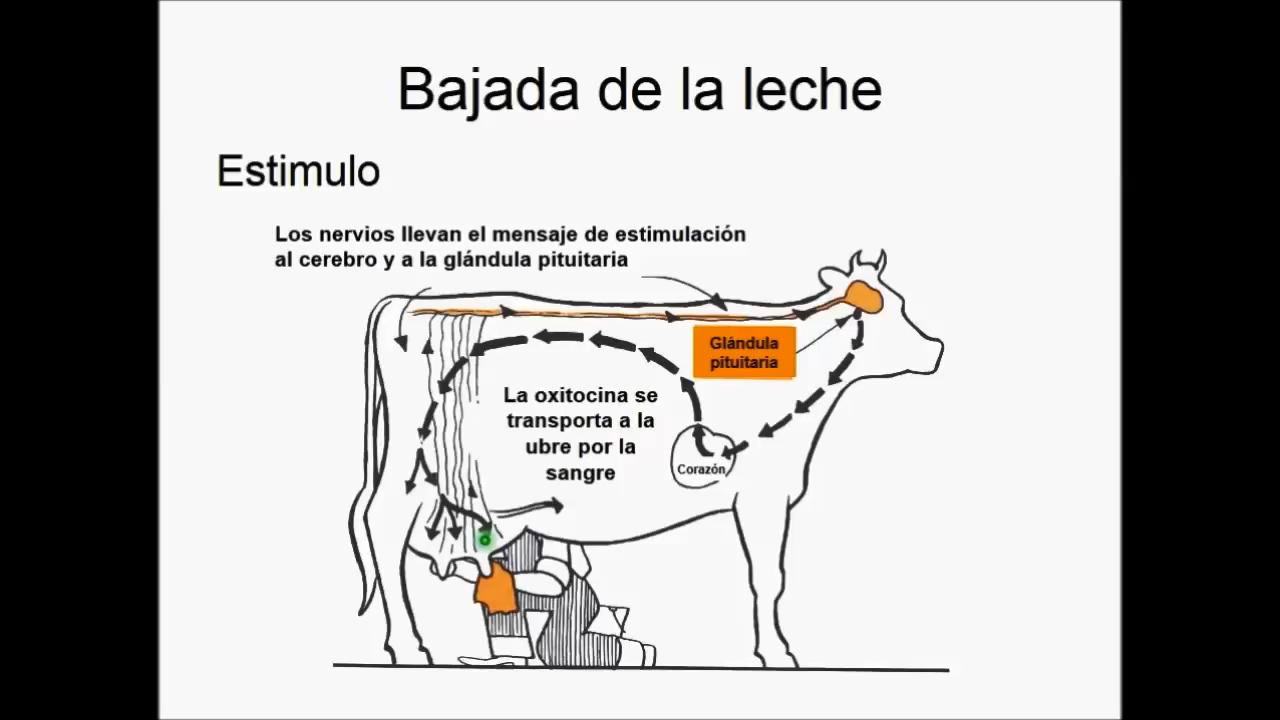 Bajada de la leche
Estimulo
Los nervios llevan el mensaje de estimulación
al cerebro y a la glándula pituitaria
Glándula
pituitaria
La oxitocina se
transporta a la
ubre por la
sangre
Corazón